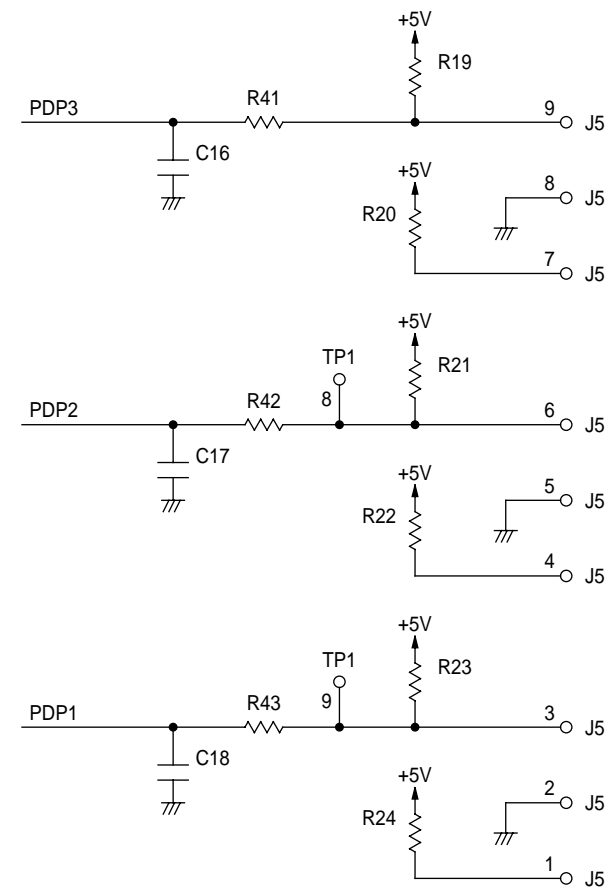 +5V
R19
PDP3
R41
9
J5
C16
+5V
8
J5
R20
7
J5
+5V
TP1
R21
8
PDP2
R42
6
J5
C17
+5V
5
J5
R22
4
J5
+5V
TP1
R23
9
PDP1
R43
3
J5
C18
+5V
2
J5
R24
1
J5